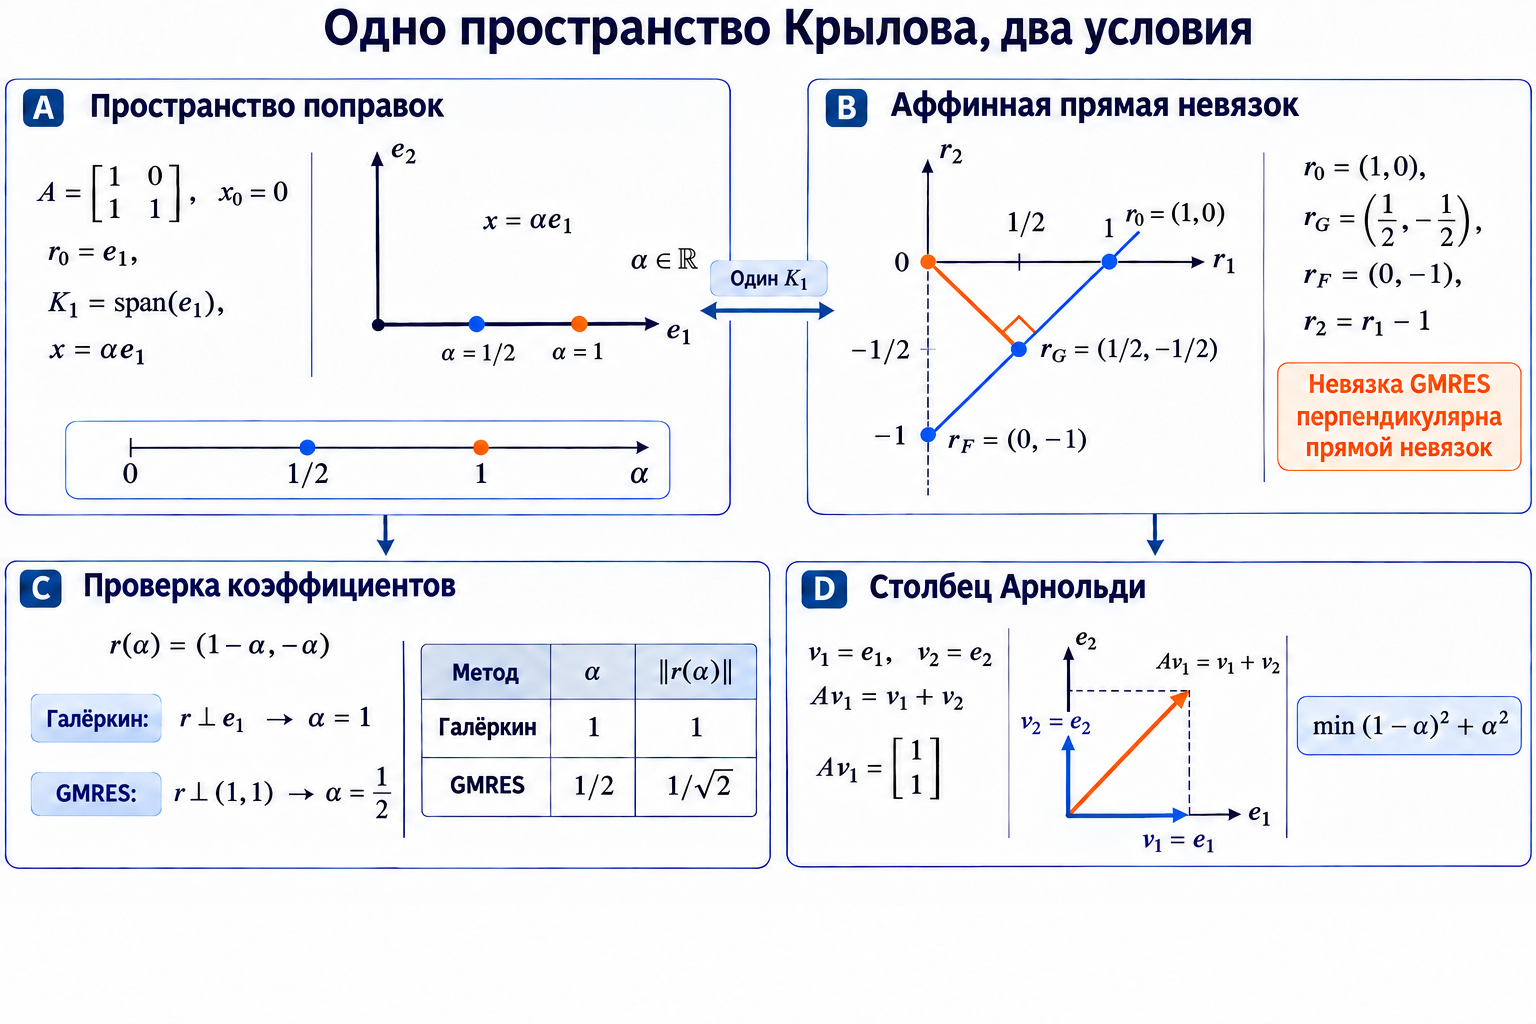 Одно пространство Крылова, два условия
A Пространство поправок
A = [1 0; 1 1], x₀ = 0
r₀ = e₁,
K₁ = span(e₁),
x = αe₁
e₂
x = αe₁
α ∈ ℝ
e₁
α = 1/2 α = 1
0 1/2 1 α
Один K₁
B Аффинная прямая невязок
r₂
1/2 1 r₀ = (1,0)
0 r₁
−1/2 r_G = (1/2, −1/2)
−1 r_F = (0, −1)
r₀ = (1,0),
r_G = (1/2, −1/2),
r_F = (0, −1),
r₂ = r₁ − 1
Невязка GMRES
перпендикулярна
прямой невязок
C Проверка коэффициентов
r(α) = (1−α, −α)
Галёркин: r ⊥ e₁ → α = 1
GMRES: r ⊥ (1,1) → α = 1/2
Метод α ‖r(α)‖
Галёркин 1 1
GMRES 1/2 1/√2
D Столбец Арнольди
v₁ = e₁, v₂ = e₂
Av₁ = v₁ + v₂
Av₁ = [1; 1]
e₂
Av₁ = v₁ + v₂
v₂ = e₂
e₁
v₁ = e₁
min (1 − α)² + α²